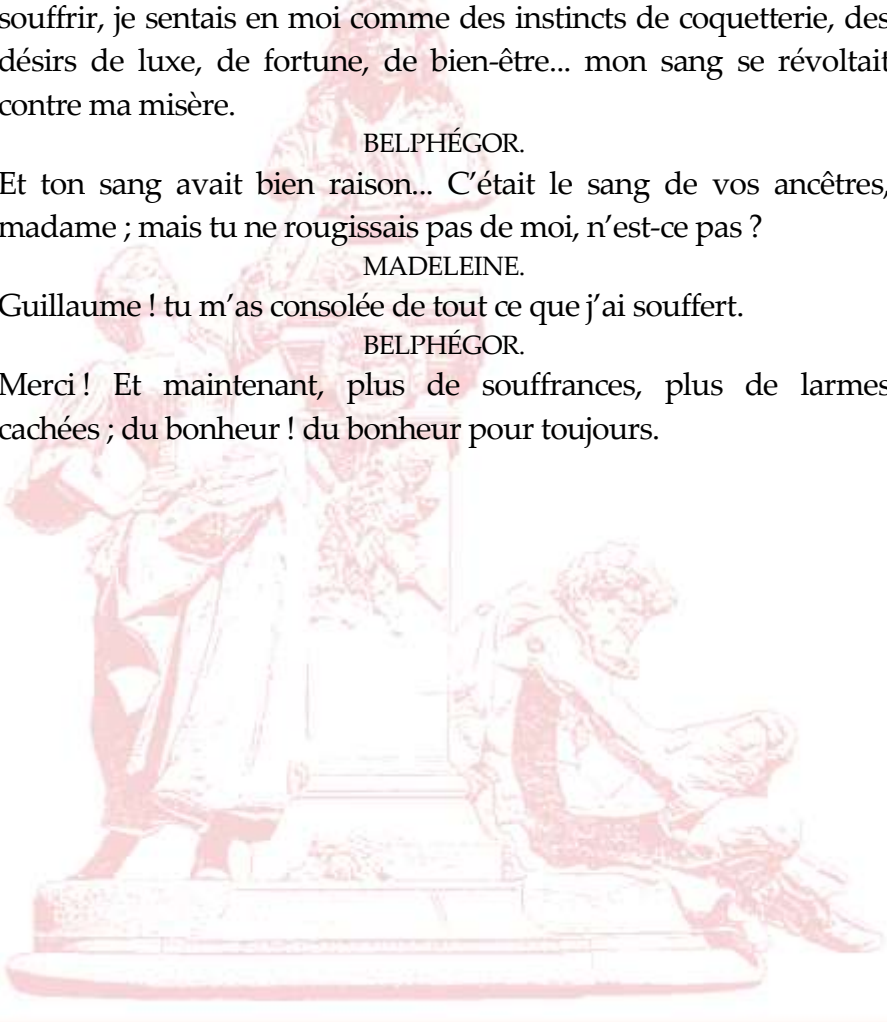 souffrir, je sentais en moi comme des instincts de coquetterie, des
désirs de luxe, de fortune, de bien-être... mon sang se révoltait
contre ma misère.
BELPHÉGOR.
Et ton sang avait bien raison... C’était le sang de vos ancêtres,
madame ; mais tu ne rougissais pas de moi, n’est-ce pas ?
MADELEINE.
Guillaume ! tu m’as consolée de tout ce que j’ai souffert.
BELPHÉGOR.
Merci ! Et maintenant, plus de souffrances, plus de larmes
cachées ; du bonheur ! du bonheur pour toujours.